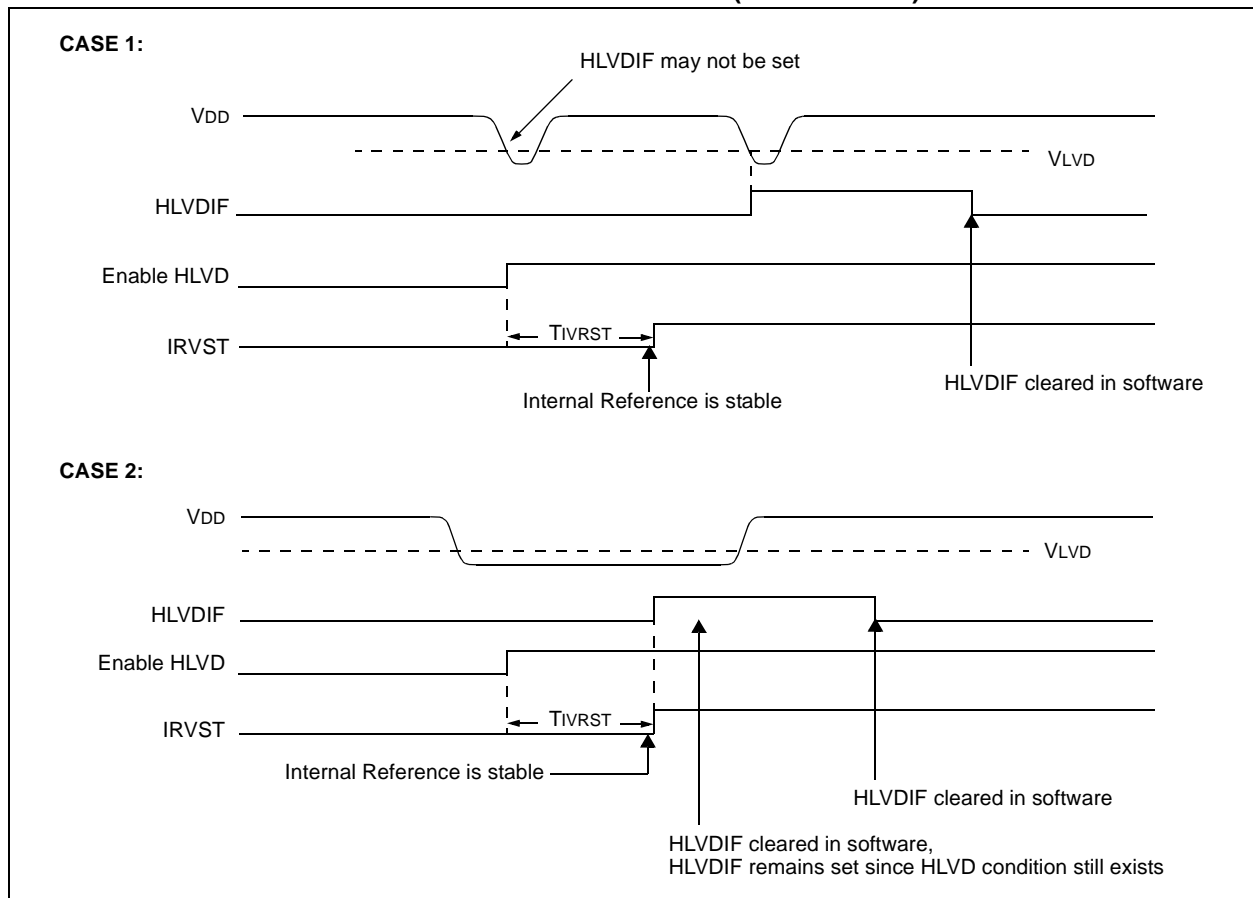 CASE 1:
HLVDIF may not be set
VDD
VLVD
HLVDIF
Enable HLVD
TIVRST
IRVST
HLVDIF cleared in software
Internal Reference is stable
CASE 2:
VDD
VLVD
HLVDIF
Enable HLVD
TIVRST
IRVST
Internal Reference is stable
HLVDIF cleared in software
HLVDIF cleared in software,
HLVDIF remains set since HLVD condition still exists